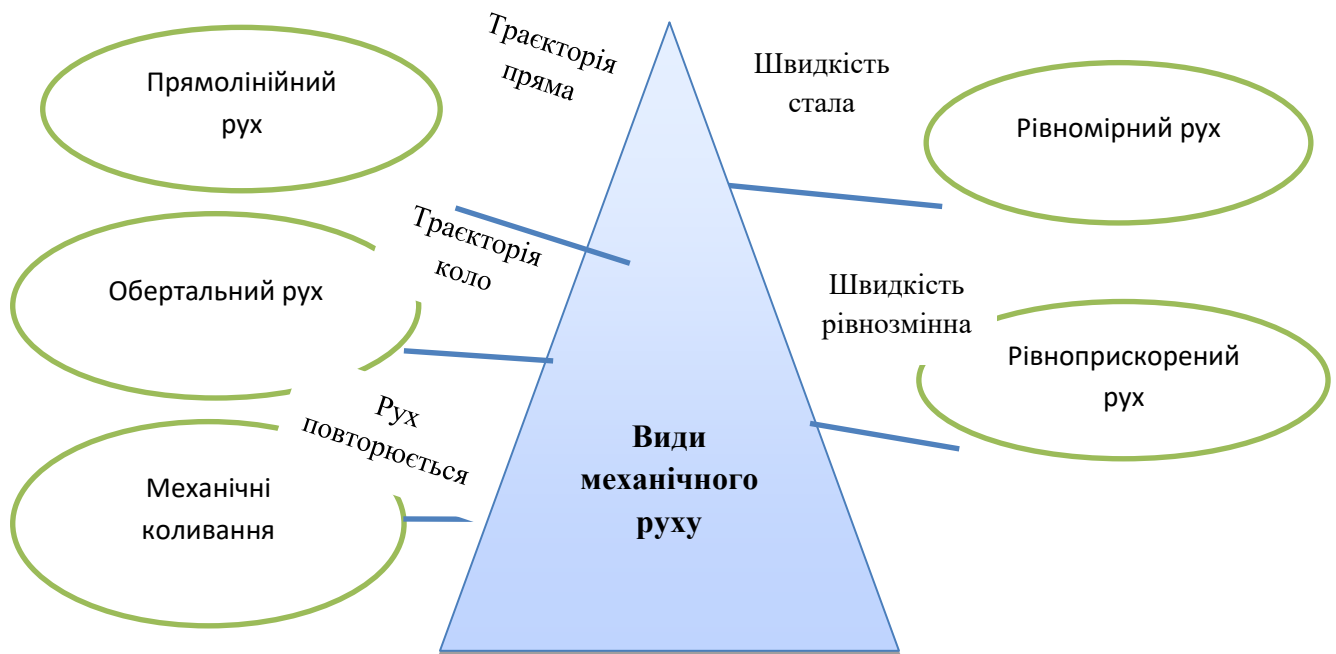 Траєкторія
пряма
Прямолінійний
рух
Швидкість
стала
Рівномірний рух
Траєкторія
коло
Обертальний рух
Швидкість
рівнозмінна
Рівноприскорений
рух
Рух
повторюється
Механічні
коливання
Види
механічного
руху